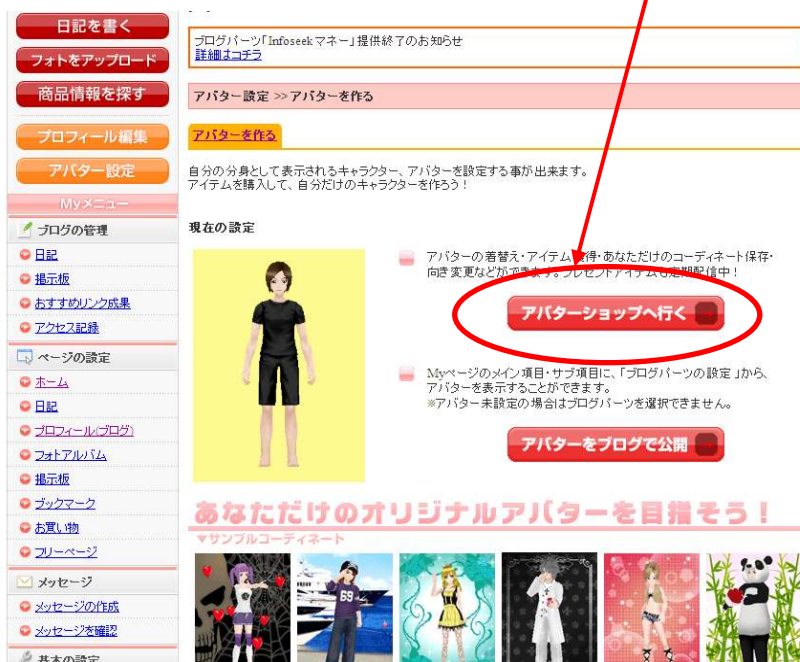 日記を書く
フォトをアップロード
商品情報を探す
プロフィール編集
アバター設定
Myメニュー
ブログの管理
日記
掲示板
おすすめリンク成果
アクセス記録
ページの設定
ホーム
日記
プロフィール(ブログ)
フォトアルバム
掲示板
ブックマーク
お買い物
フリーページ
メッセージ
メッセージの作成
メッセージを確認
基本の設定
ブログパーツ「Infoseek マネー」提供終了のお知らせ
詳細はコチラ
アバター設定 >> アバターを作る
アバターを作る
自分の分身として表示されるキャラクター、アバターを設定する事が出来ます。
アイテムを購入して、自分だけのキャラクターを作ろう!
現在の設定
アバターの着替え・アイテム獲得・あなただけのコーディネート保存・
向き変更などができます。プレゼントアイテムも定期配信中!
アバターショップへ行く
Myページのメイン項目・サブ項目に、「ブログパーツの設定」から、
アバターを表示することができます。
※アバター未設定の場合はブログパーツを選択できません。
アバターをブログで公開
あなただけのオリジナルアバターを目指そう!
▼サンプルコーディネート
69